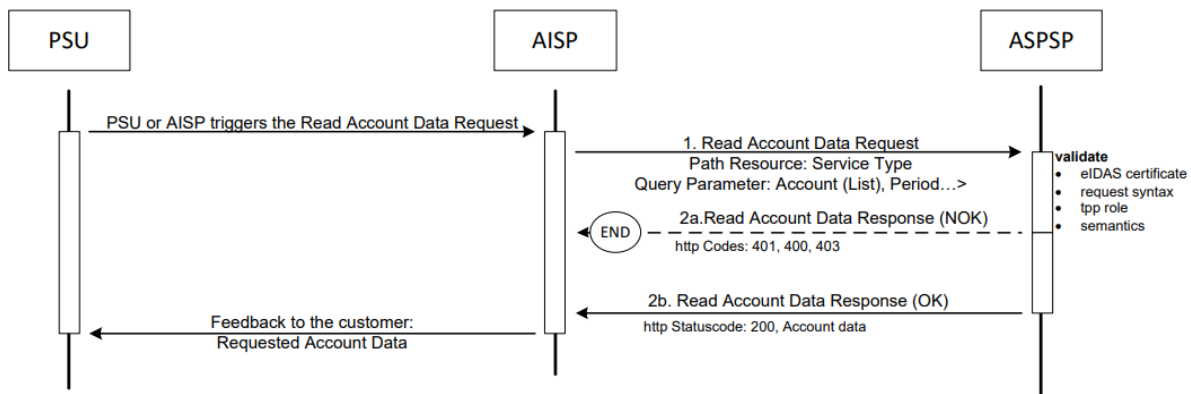 PSU
AISP
ASPSP
PSU or AISP triggers the Read Account Data Request
1. Read Account Data Request
Path Resource: Service Type
Query Parameter: Account (List), Period…>
validate
• eIDAS certificate
• request syntax
• tpp role
• semantics
2a.Read Account Data Response (NOK)
END
http Codes: 401, 400, 403
2b. Read Account Data Response (OK)
http Statuscode: 200, Account data
Feedback to the customer:
Requested Account Data